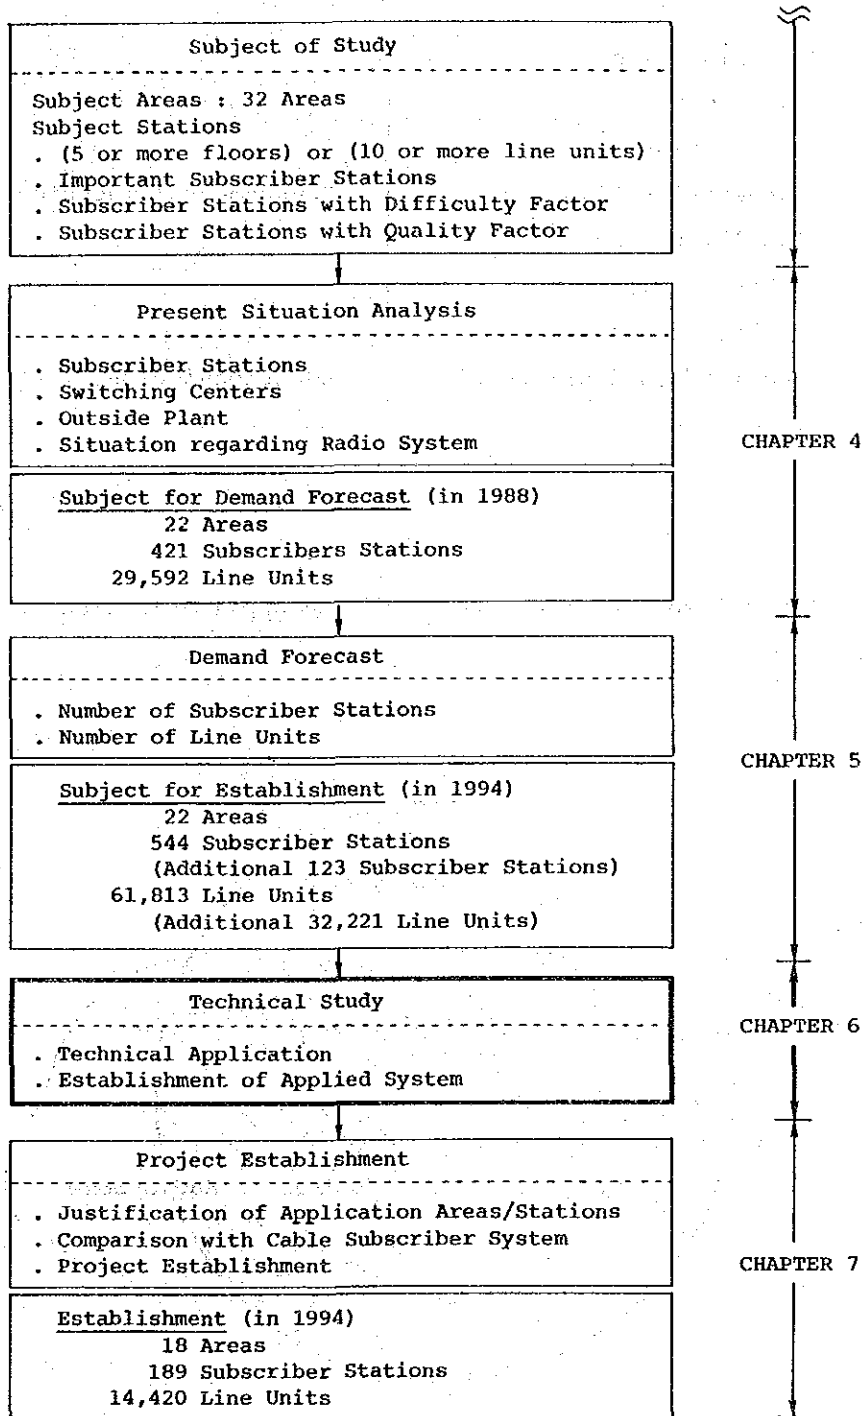 Subject of Study
Subject Areas : 32 Areas
Subject Stations
. (5 or more floors) or (10 or more line units)
. Important Subscriber Stations
. Subscriber Stations with Difficulty Factor
. Subscriber Stations with Quality Factor
Present Situation Analysis
. Subscriber Stations
. Switching Centers
. Outside Plant
. Situation regarding Radio System
CHAPTER 4
Subject for Demand Forecast (in 1988)
22 Areas
421 Subscribers Stations
29,592 Line Units
Demand Forecast
. Number of Subscriber Stations
. Number of Line Units
CHAPTER 5
Subject for Establishment (in 1994)
22 Areas
544 Subscriber Stations
(Additional 123 Subscriber Stations)
61,813 Line Units
(Additional 32,221 Line Units)
Technical Study
CHAPTER 6
. Technical Application
. Establishment of Applied System
Project Establishment
. Justification of Application Areas/Stations
. Comparison with Cable Subscriber System
. Project Establishment
CHAPTER 7
Establishment (in 1994)
18 Areas
189 Subscriber Stations
14,420 Line Units